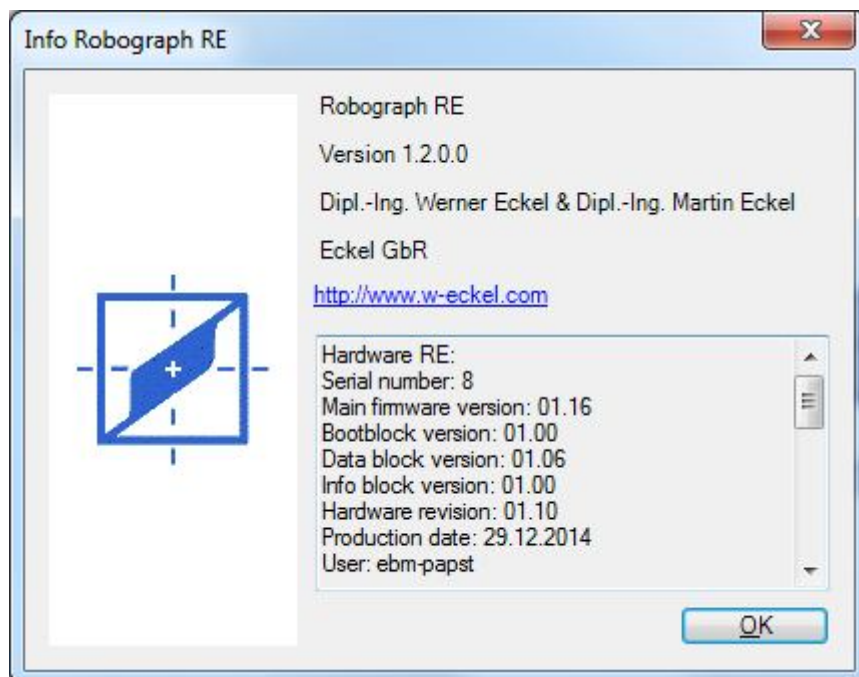 Info Robograph RE
Robograph RE
Version 1.2.0.0
Dipl.-Ing. Werner Eckel & Dipl.-Ing. Martin Eckel
Eckel GbR
http://www.w-eckel.com
Hardware RE:
Serial number: 8
Main firmware version: 01.16
Bootblock version: 01.00
Data block version: 01.06
Info block version: 01.00
Hardware revision: 01.10
Production date: 29.12.2014
User: ebm-papst
OK